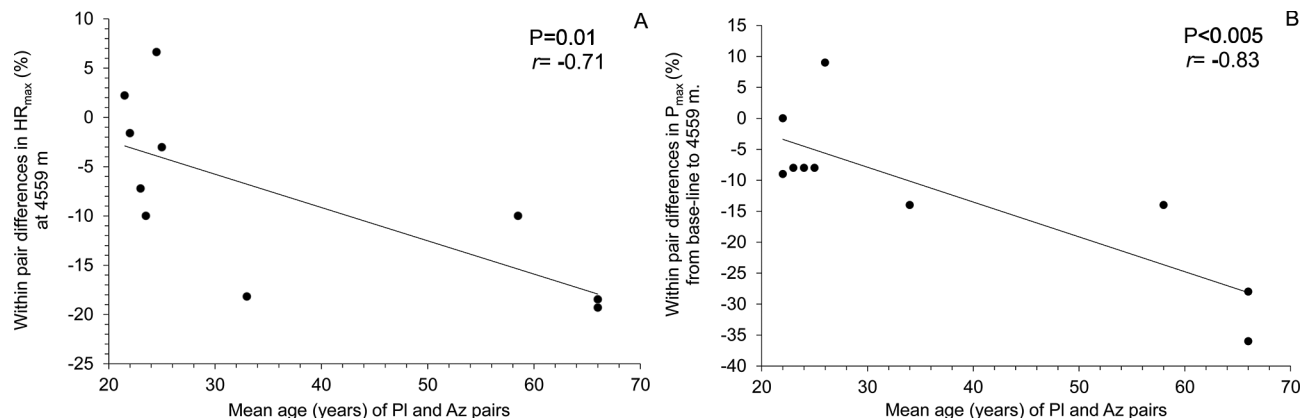 A
P=0.01
r= -0.71
Within pair differences in HRmax (%)
at 4559 m
10
5
0
-5
-10
-15
-20
-25
20 30 40 50 60 70
Mean age (years) of Pl and Az pairs
B
P<0.005
r= -0.83
Within pair differences in Pmax (%)
from base-line to 4559 m.
15
10
5
0
-5
-10
-15
-20
-25
-30
-35
-40
20 30 40 50 60 70
Mean age (years) of Pl and Az pairs